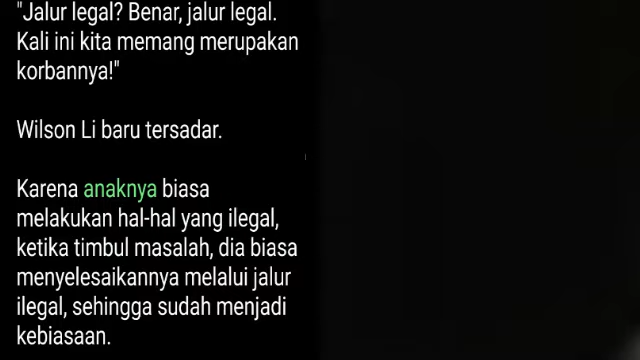 "Jalur legal? Benar, jalur legal.
Kali ini kita memang merupakan
korbannya!"
Wilson Li baru tersadar.
Karena anaknya biasa
melakukan hal-hal yang ilegal,
ketika timbul masalah, dia biasa
menyelesaikannya melalui jalur
ilegal, sehingga sudah menjadi
kebiasaan.